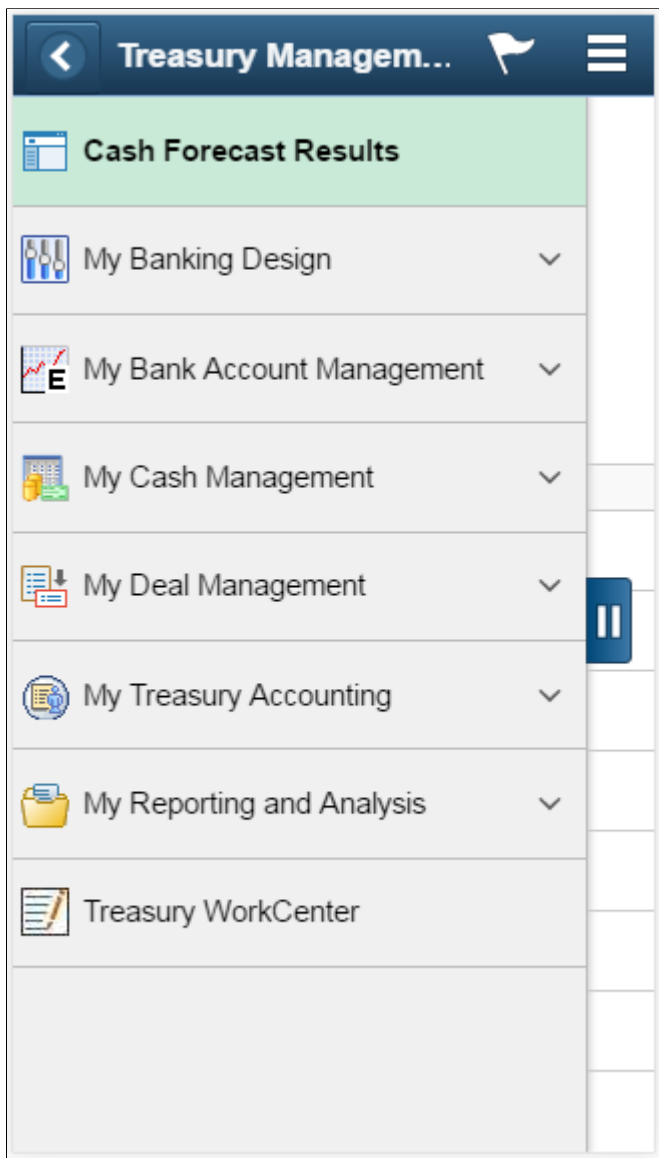 Treasury Managem...
Cash Forecast Results
My Banking Design
My Bank Account Management
My Cash Management
My Deal Management
My Treasury Accounting
My Reporting and Analysis
Treasury WorkCenter